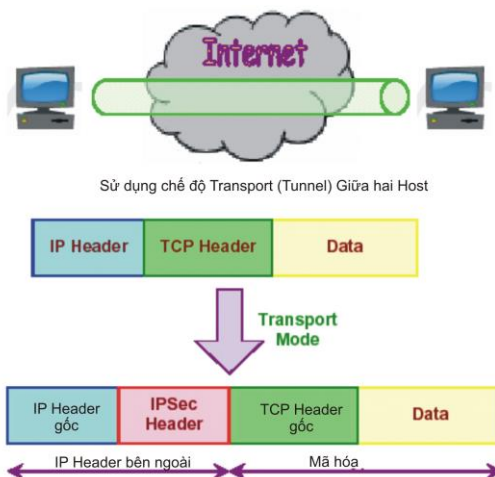 Internet
Sử dụng chế độ Transport (Tunnel) Giữa hai Host
IP Header TCP Header Data
Transport
Mode
IP Header gốc IPSec Header TCP Header gốc Data
IP Header bên ngoài Mã hóa